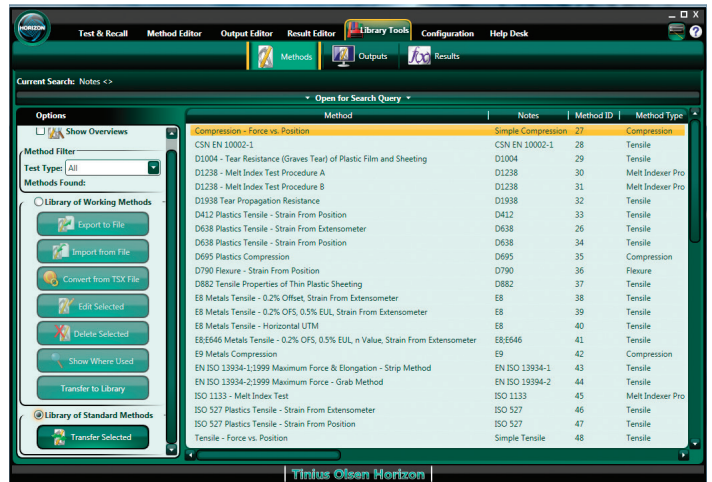 HORIZON
Test & Recall Method Editor Output Editor Result Editor Library Tools Configuration Help Desk
Methods Outputs f(x) Results
Current Search: Notes <>
Open for Search Query
Options
Show Overviews
Method Filter
Test Type: All
Methods Found:
Library of Working Methods
Export to File
Import from File
Convert from TSX File
Edit Selected
Delete Selected
Show Where Used
Transfer to Library
Library of Standard Methods
Transfer Selected
Method Notes Method ID Method Type
Compression - Force vs. Position Simple Compression 27 Compression
CSN EN 10002-1 CSN EN 10002-1 28 Tensile
D1004 - Tear Resistance (Graves Tear) of Plastic Film and Sheeting D1004 29 Tensile
D1238 - Melt Index Test Procedure A D1238 30 Melt Indexer Pro
D1238 - Melt Index Test Procedure B D1238 31 Melt Indexer Pro
D1938 Tear Propagation Resistance D1938 32 Tensile
D412 Plastics Tensile - Strain From Position D412 33 Tensile
D638 Plastics Tensile - Strain From Extensometer D638 26 Tensile
D638 Plastics Tensile - Strain From Position D638 34 Tensile
D695 Plastics Compression D695 35 Compression
D790 Flexure - Strain From Position D790 36 Flexure
D882 Tensile Properties of Thin Plastic Sheeting D882 37 Tensile
E8 Metals Tensile - 0.2% Offset, Strain From Extensometer E8 38 Tensile
E8 Metals Tensile - 0.2% OFS, 0.5% EUL, Strain From Extensometer E8 39 Tensile
E8 Metals Tensile - Horizontal UTM E8 40 Tensile
E8;E646 Metals Tensile - 0.2% OFS, 0.5% EUL, n Value, Strain From Extensometer E8;E646 41 Tensile
E9 Metals Compression E9 42 Compression
EN ISO 13934-1;1999 Maximum Force & Elongation - Strip Method EN ISO 13934-1 43 Tensile
EN ISO 13934-2;1999 Maximum Force - Grab Method EN ISO 19394-2 44 Tensile
ISO 1133 - Melt Index Test ISO 1133 45 Melt Indexer Pro
ISO 527 Plastics Tensile - Strain From Extensometer ISO 527 46 Tensile
ISO 527 Plastics Tensile - Strain From Position ISO 527 47 Tensile
Tensile - Force vs. Position Simple Tensile 48 Tensile
Tinius Olsen Horizon